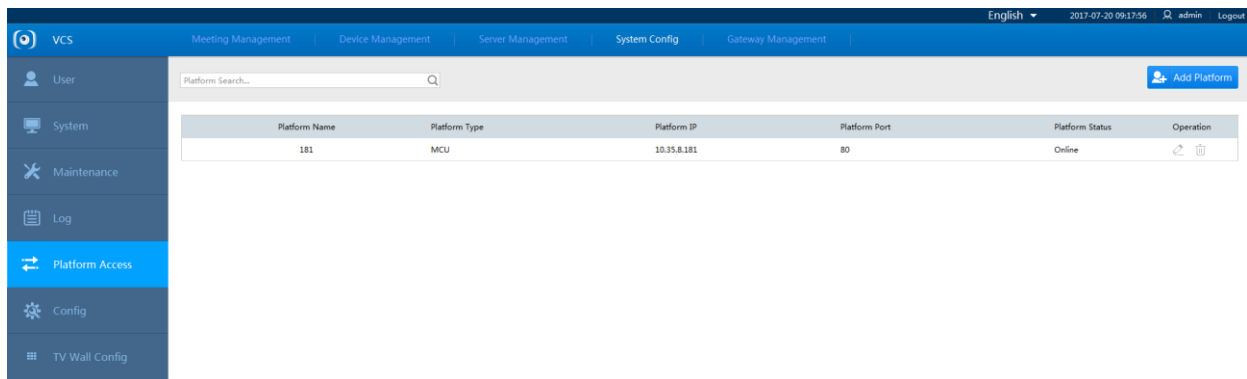 English 2017-07-20 09:17:56 admin Logout
VCS Meeting Management Device Management Server Management System Config Gateway Management
User
Platform Search... Add Platform
System
Platform Name Platform Type Platform IP Platform Port Platform Status Operation
181 MCU 10.35.8.181 80 Online
Maintenance
Log
Platform Access
Config
TV Wall Config